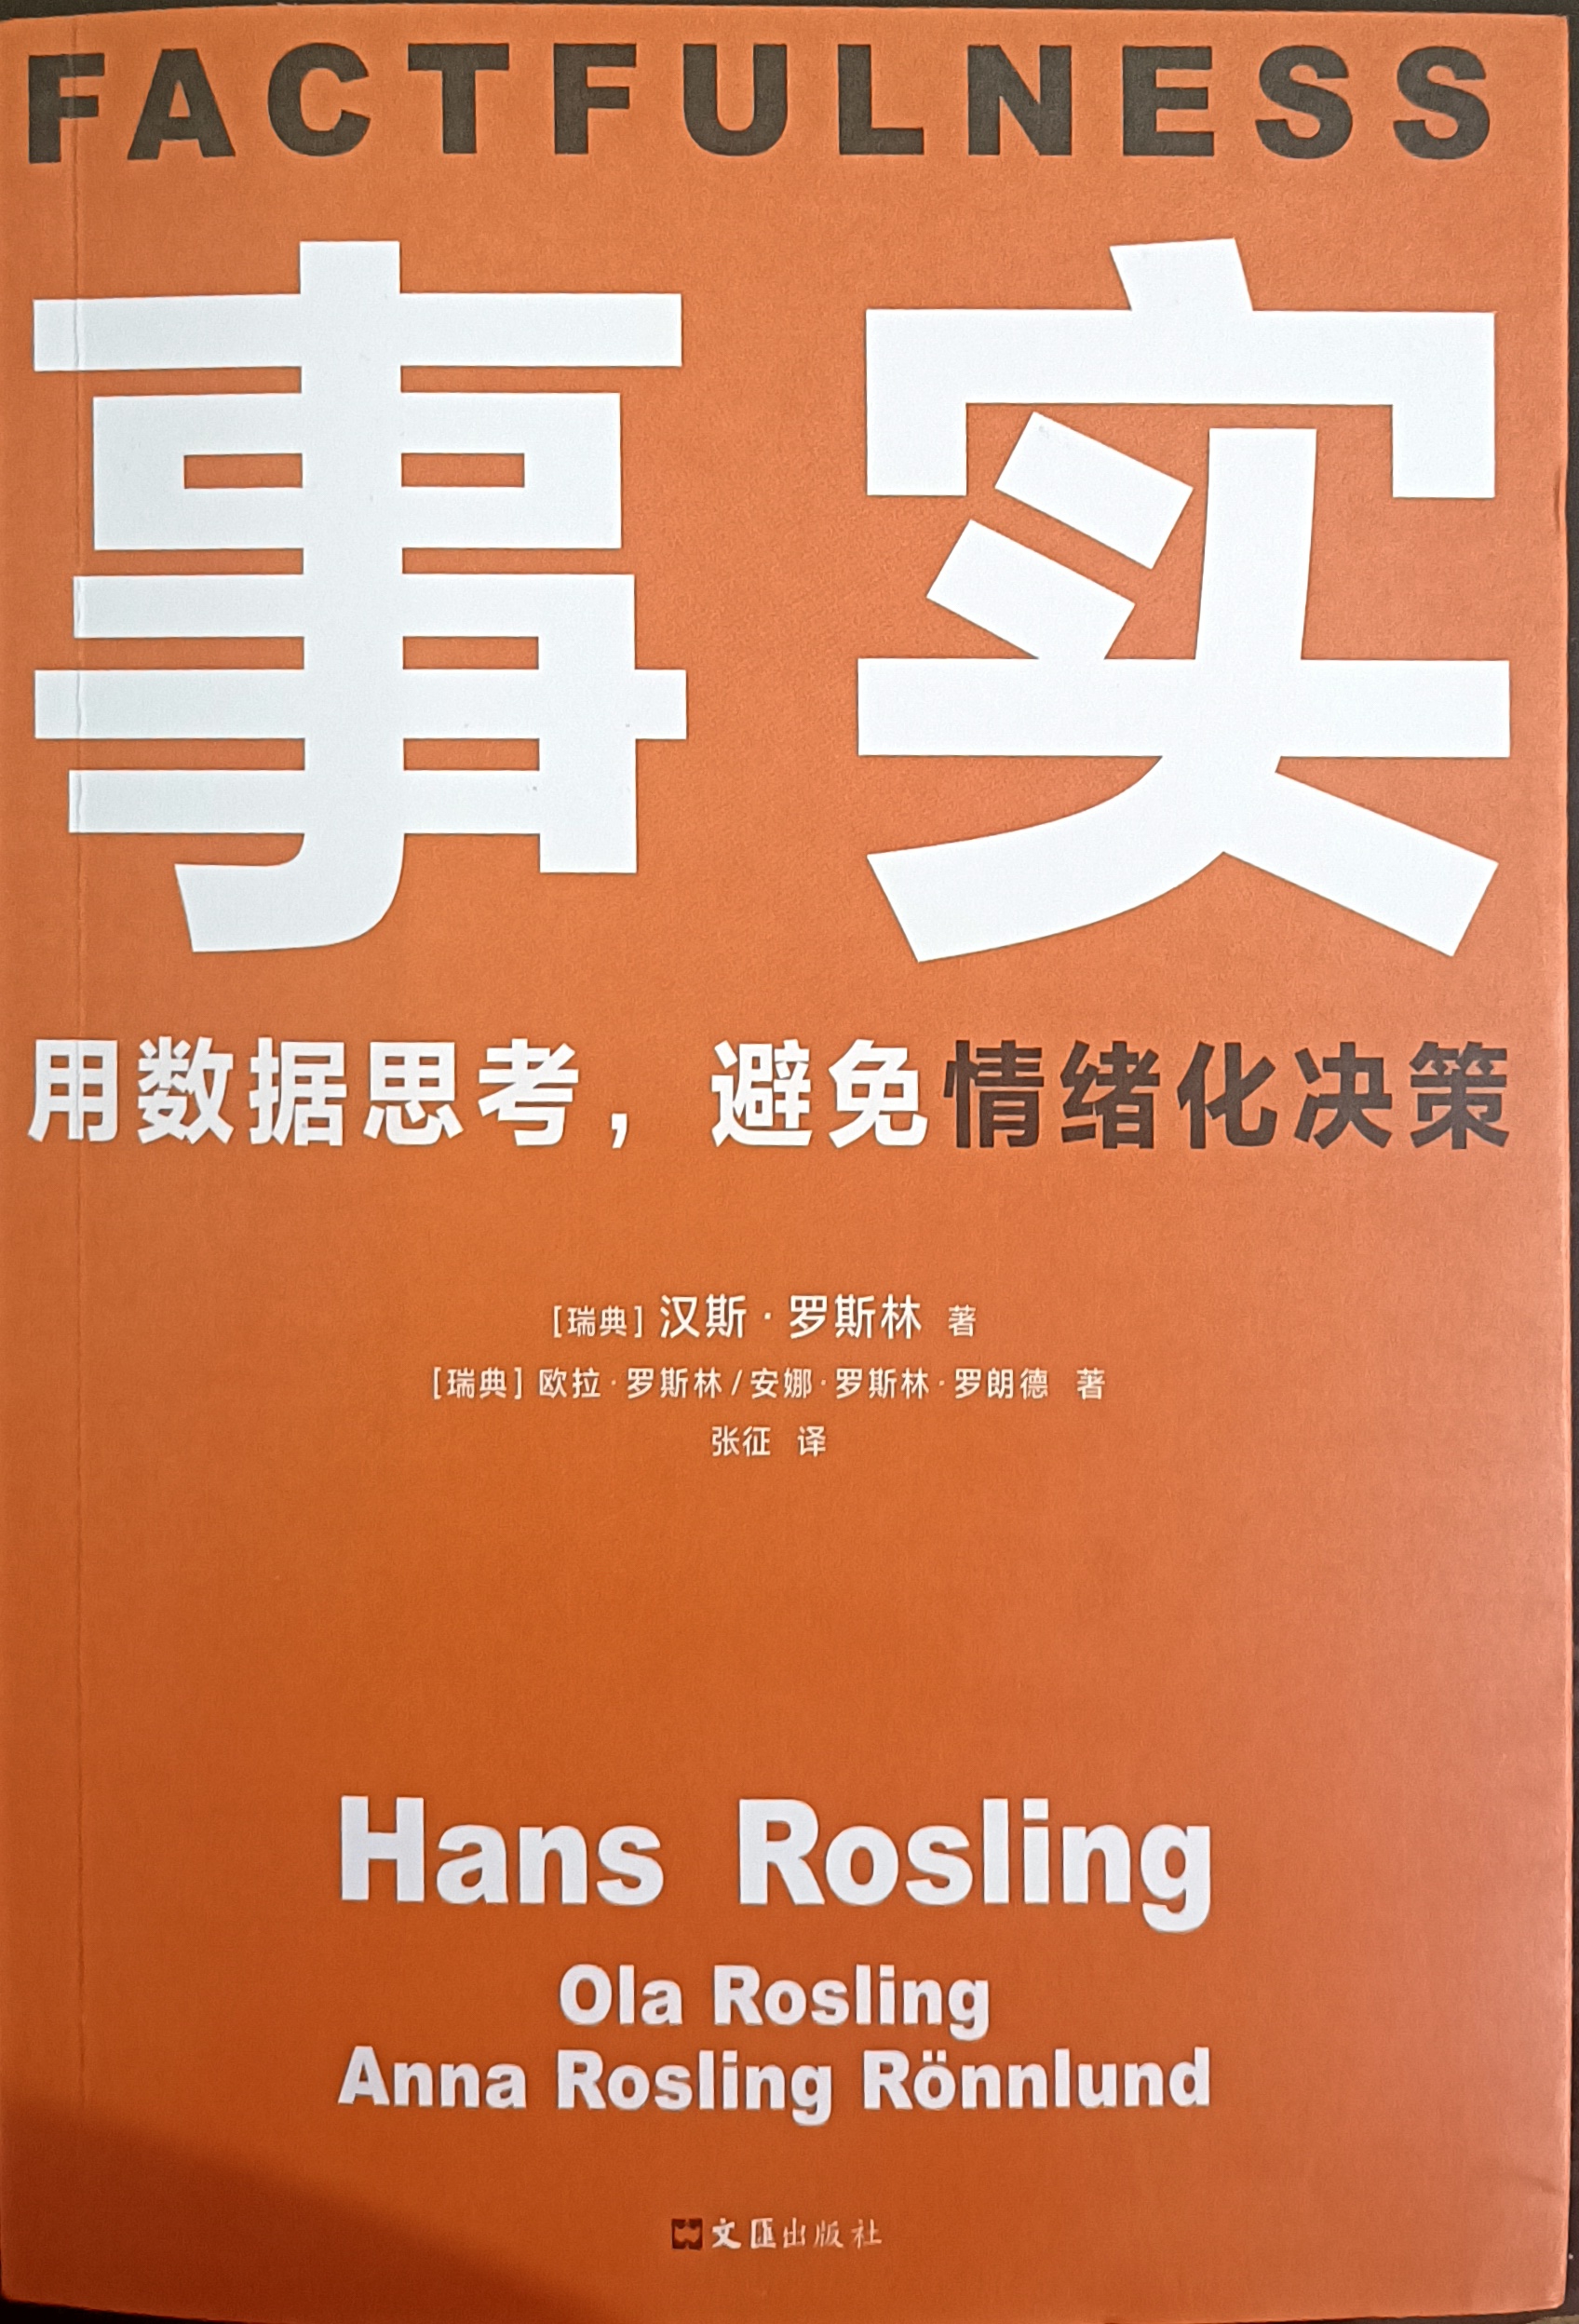 FACTFULNESS
事实
用数据思考，避免情绪化决策
[瑞典] 汉斯·罗斯林 著
[瑞典] 欧拉·罗斯林/安娜·罗斯林·罗朗德 著
张征 译
Hans Rosling
Ola Rosling
Anna Rosling Rönnlund
文匯出版社